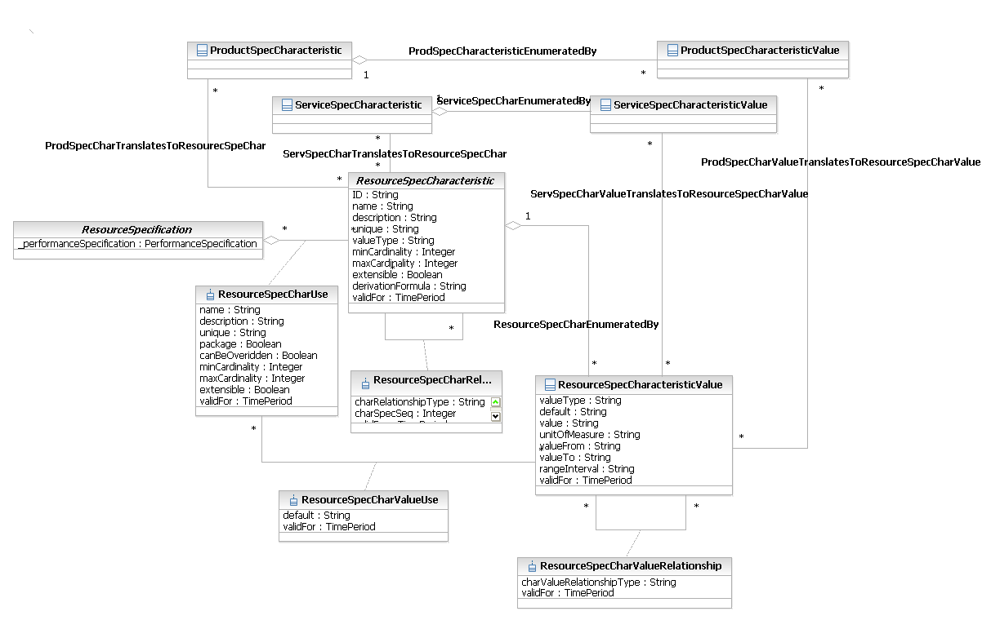 ProductSpecCharacteristic
ProdSpecCharacteristicEnumeratedBy
ProductSpecCharacteristicValue
1
*
*
*
ServiceSpecCharacteristic
ServiceSpecCharEnumeratedBy
ServiceSpecCharacteristicValue
*
*
ProdSpecCharTranslatesToResourecSpeChar
ServSpecCharTranslatesToResourceSpecChar
ProdSpecCharValueTranslatesToResourceSpecCharValue
*
*
ServSpecCharValueTranslatesToResourceSpecCharValue
ResourceSpecCharacteristic
ID : String
name : String
description : String
*unique : String
valueType : String
minCardinality : Integer
maxCardinality : Integer
*
extensible : Boolean
derivationFormula : String
validFor : TimePeriod
1
ResourceSpecification
*
_performanceSpecification : PerformanceSpecification
ResourceSpecCharUse
name : String
description : String
unique : String
package : Boolean
canBeOveridden : Boolean
minCardinality : Integer
maxCardinality : Integer
extensible : Boolean
validFor : TimePeriod
*
*
ResourceSpecCharEnumeratedBy
*
*
ResourceSpecCharRel...
charRelationshipType : String
charSpecSeq : Integer
ResourceSpecCharacteristicValue
valueType : String
default : String
value : String
unitOfMeasure : String
valueFrom : String
*
valueTo : String
rangeInterval : String
validFor : TimePeriod
*
ResourceSpecCharValueUse
default : String
validFor : TimePeriod
*
*
ResourceSpecCharValueRelationship
charValueRelationshipType : String
validFor : TimePeriod